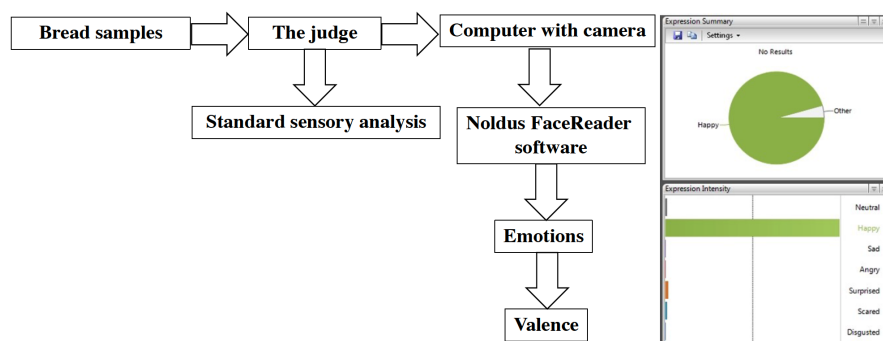 Bread samples
The judge
Computer with camera
Standard sensory analysis
Noldus FaceReader
software
Emotions
Valence
Expression Summary
Settings
No Results
Happy
Other
Expression Intensity
Neutral
Happy
Sad
Angry
Surprised
Scared
Disgusted